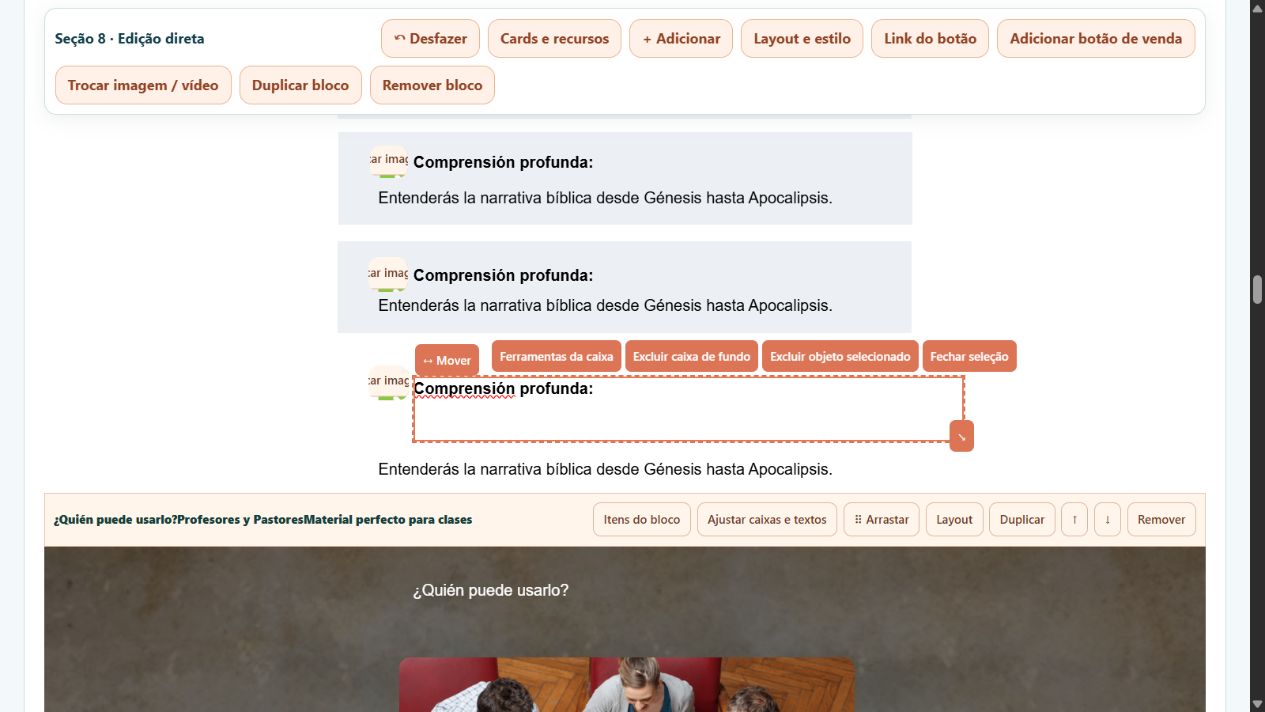 Seção 8 · Edição direta
↶ Desfazer
Cards e recursos
+ Adicionar
Layout e estilo
Link do botão
Adicionar botão de venda
Trocar imagem / vídeo
Duplicar bloco
Remover bloco
Comprensión profunda:
Entenderás la narrativa bíblica desde Génesis hasta Apocalipsis.
Comprensión profunda:
Entenderás la narrativa bíblica desde Génesis hasta Apocalipsis.
↔ Mover
Ferramentas da caixa
Excluir caixa de fundo
Excluir objeto selecionado
Fechar seleção
Comprensión profunda:
Entenderás la narrativa bíblica desde Génesis hasta Apocalipsis.
¿Quién puede usarlo?Profesores y PastoresMaterial perfecto para clases
Itens do bloco
Ajustar caixas e textos
⠿ Arrastar
Layout
Duplicar
↑
↓
Remover
¿Quién puede usarlo?